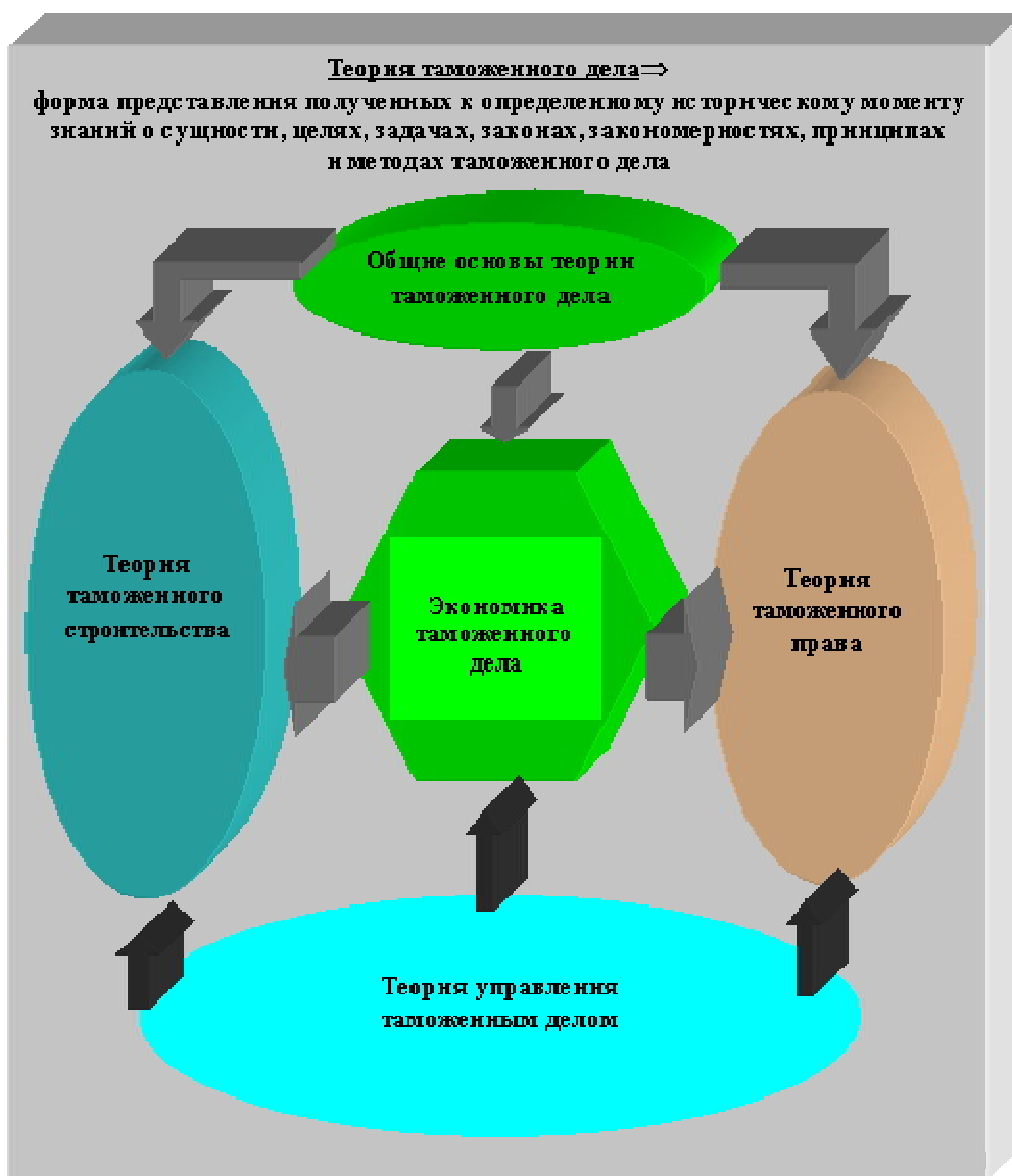 Теория таможенного дела⇒
форма представления полученных к определенному историческому моменту
знаний о сущности, целях, задачах, законах, закономерностях, принципах
и методах таможенного дела
Общие основы теории
таможенного дела
Теория
таможенного
строительства
Экономика
таможенного
дела
Теория
таможенного
права
Теория управления
таможенным делом